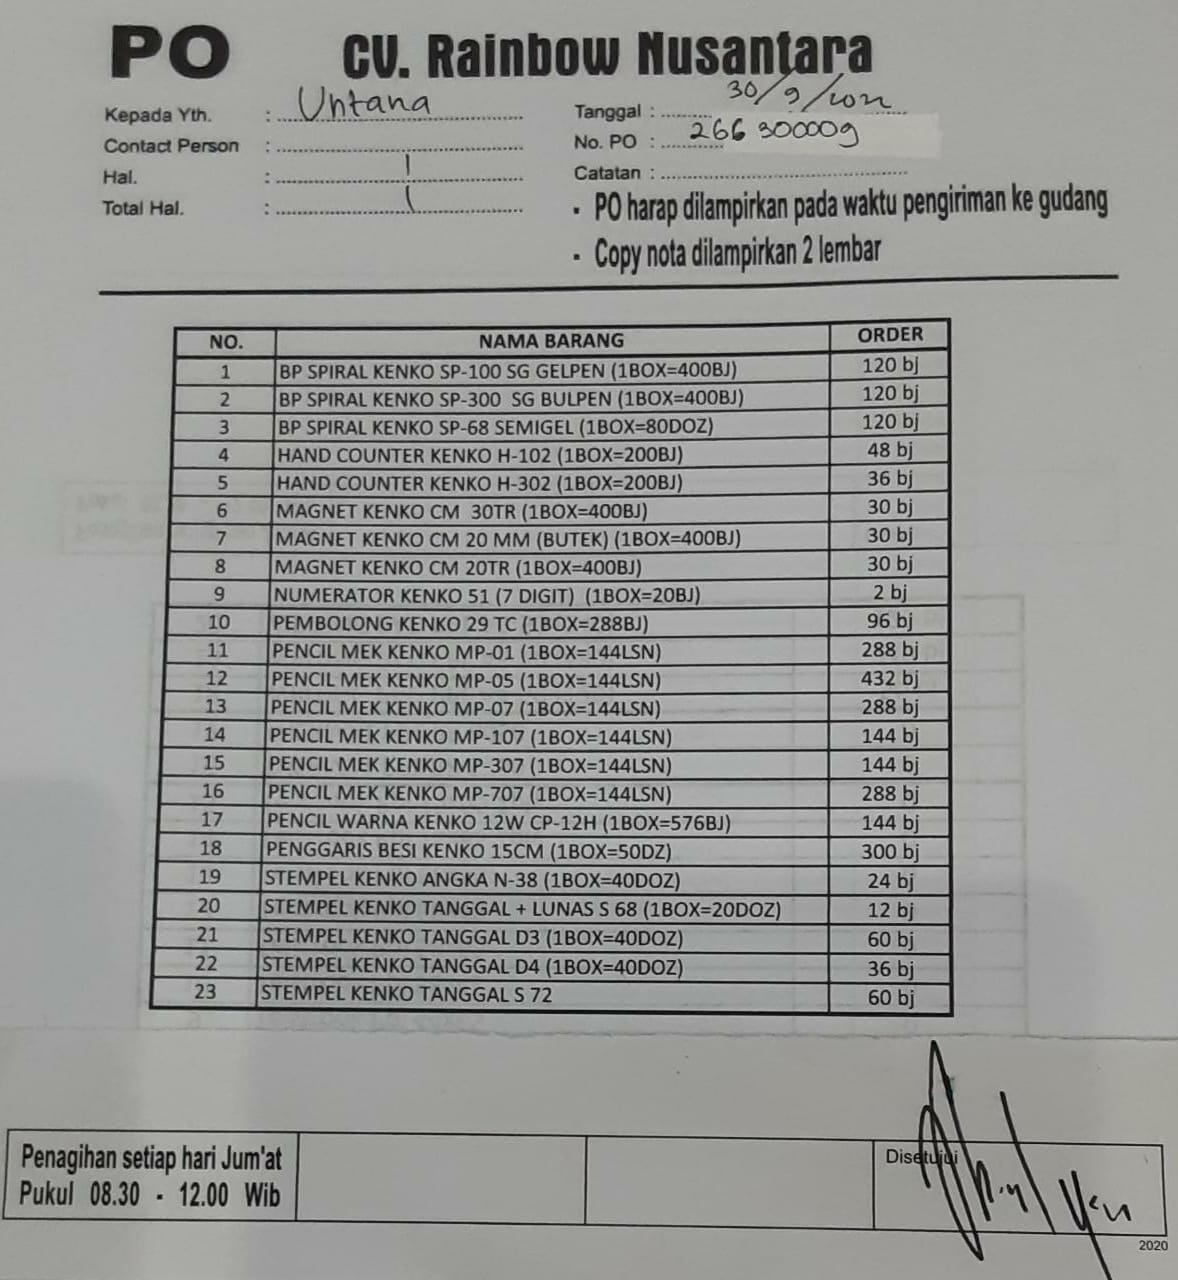 PO CV. Rainbow Nusantara
Kepada Yth. : Untana
Tanggal : 30/9/2022
Contact Person :
No. PO : 266 300009
Hal. : 1
Catatan :
Total Hal. : 1
- PO harap dilampirkan pada waktu pengiriman ke gudang
- Copy nota dilampirkan 2 lembar
NO. NAMA BARANG ORDER
1 BP SPIRAL KENKO SP-100 SG GELPEN (1BOX=400BJ) 120 bj
2 BP SPIRAL KENKO SP-300 SG BULPEN (1BOX=400BJ) 120 bj
3 BP SPIRAL KENKO SP-68 SEMIGEL (1BOX=80DOZ) 120 bj
4 HAND COUNTER KENKO H-102 (1BOX=200BJ) 48 bj
5 HAND COUNTER KENKO H-302 (1BOX=200BJ) 36 bj
6 MAGNET KENKO CM 30TR (1BOX=400BJ) 30 bj
7 MAGNET KENKO CM 20 MM (BUTEK) (1BOX=400BJ) 30 bj
8 MAGNET KENKO CM 20TR (1BOX=400BJ) 30 bj
9 NUMERATOR KENKO 51 (7 DIGIT) (1BOX=20BJ) 2 bj
10 PEMBOLONG KENKO 29 TC (1BOX=288BJ) 96 bj
11 PENCIL MEK KENKO MP-01 (1BOX=144LSN) 288 bj
12 PENCIL MEK KENKO MP-05 (1BOX=144LSN) 432 bj
13 PENCIL MEK KENKO MP-07 (1BOX=144LSN) 288 bj
14 PENCIL MEK KENKO MP-107 (1BOX=144LSN) 144 bj
15 PENCIL MEK KENKO MP-307 (1BOX=144LSN) 144 bj
16 PENCIL MEK KENKO MP-707 (1BOX=144LSN) 288 bj
17 PENCIL WARNA KENKO 12W CP-12H (1BOX=576BJ) 144 bj
18 PENGGARIS BESI KENKO 15CM (1BOX=50DZ) 300 bj
19 STEMPEL KENKO ANGKA N-38 (1BOX=40DOZ) 24 bj
20 STEMPEL KENKO TANGGAL + LUNAS S 68 (1BOX=20DOZ) 12 bj
21 STEMPEL KENKO TANGGAL D3 (1BOX=40DOZ) 60 bj
22 STEMPEL KENKO TANGGAL D4 (1BOX=40DOZ) 36 bj
23 STEMPEL KENKO TANGGAL S 72 60 bj
Penagihan setiap hari Jum'at
Pukul 08.30 - 12.00 Wib
Disetujui
2020